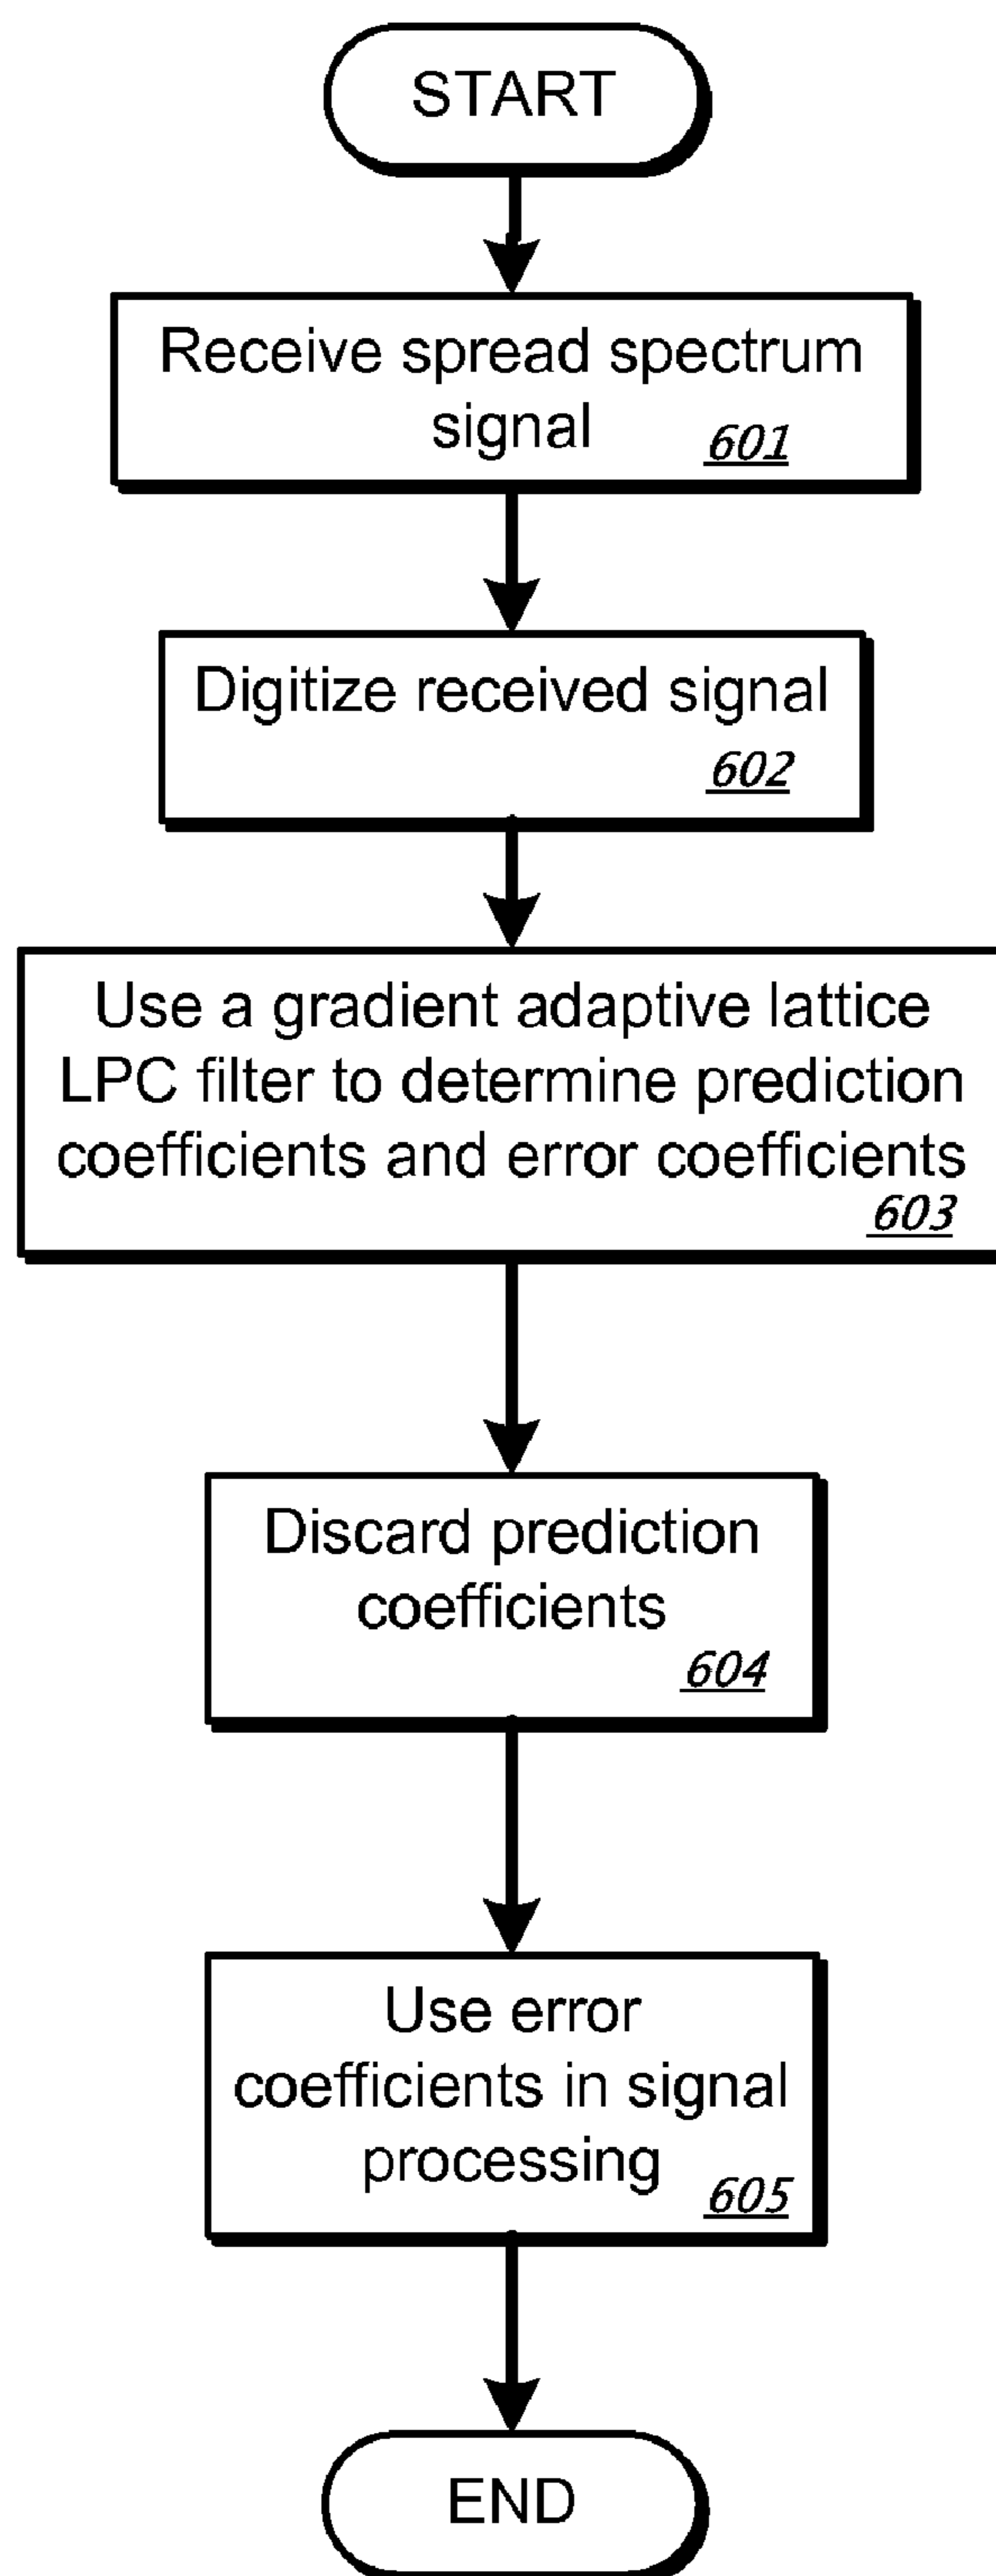 START
Receive spread spectrum
signal 601
Digitize received signal
602
Use a gradient adaptive lattice
LPC filter to determine prediction
coefficients and error coefficients
603
Discard prediction
coefficients
604
Use error
coefficients in signal
processing 605
END